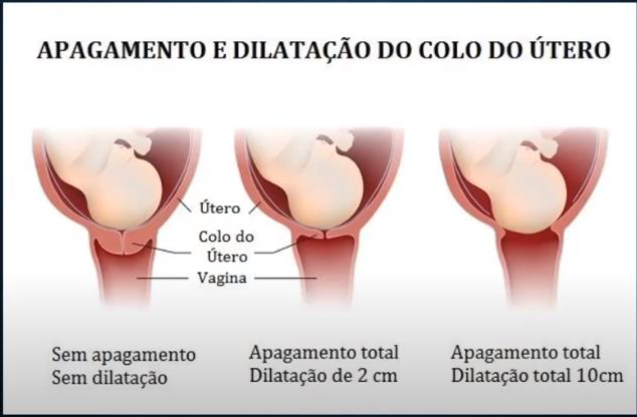 APAGAMENTO E DILATAÇÃO DO COLO DO ÚTERO
Útero
Colo do
Útero
Vagina
Sem apagamento
Sem dilatação
Apagamento total
Dilatação de 2 cm
Apagamento total
Dilatação total 10cm